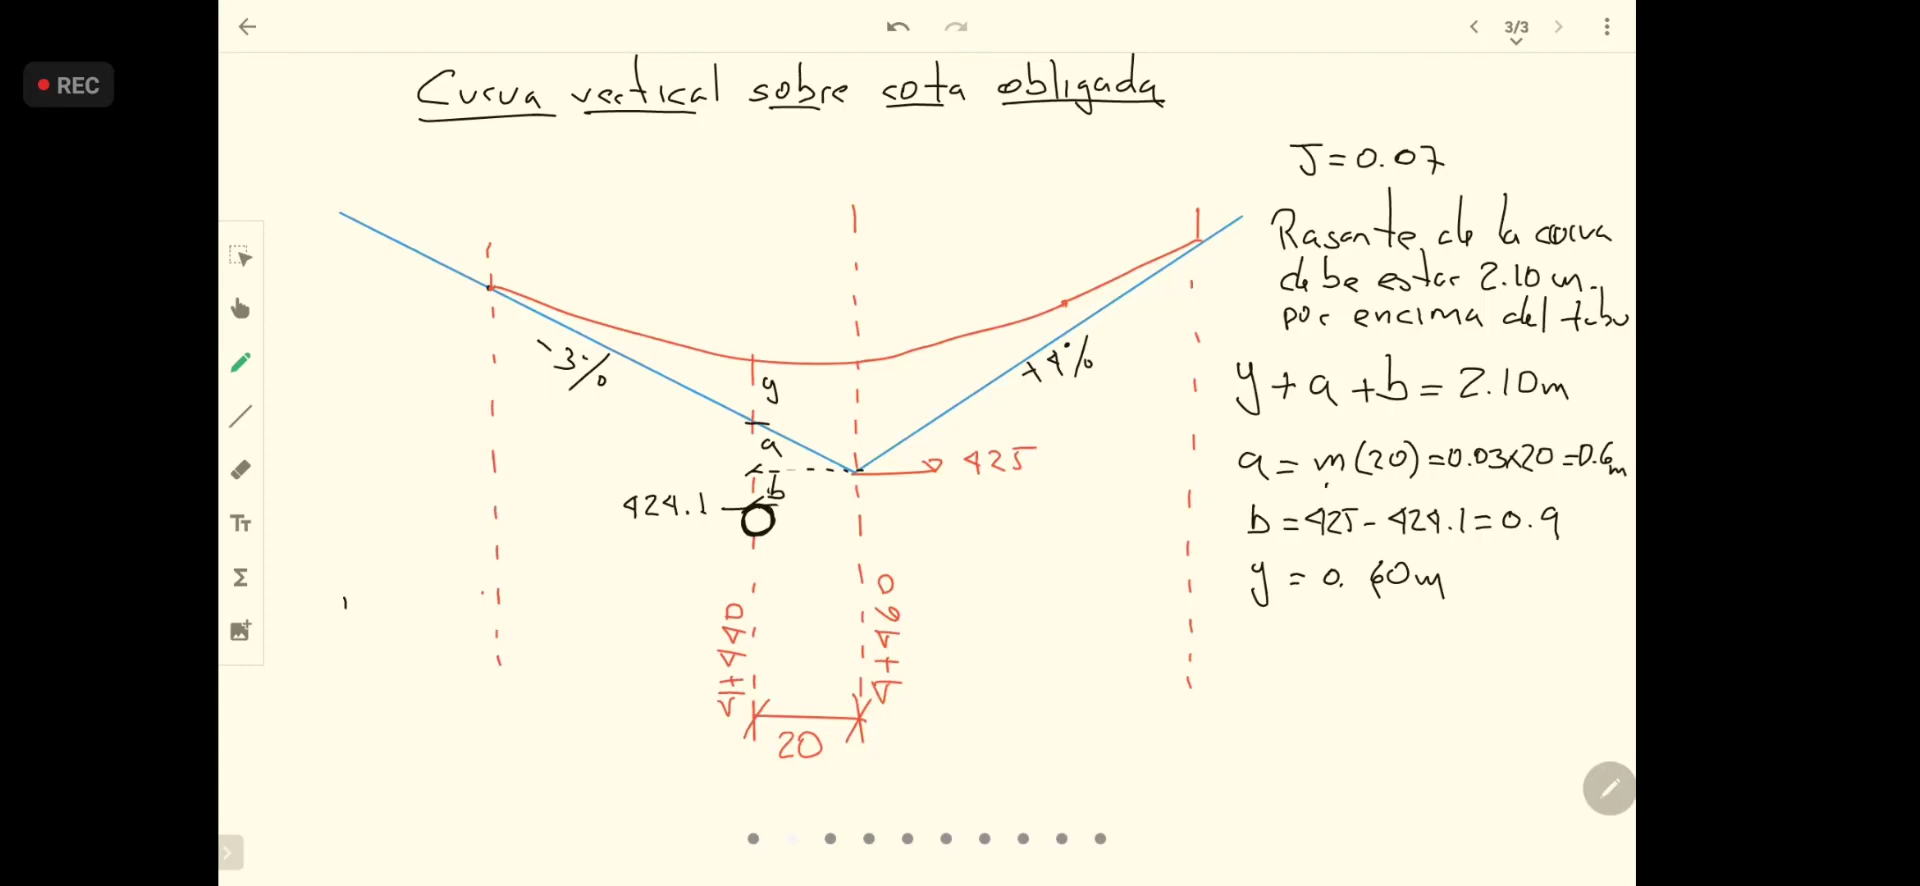 REC
3/3
Curva vertical sobre cota obligada
J=0.07
Rasante de la curva
debe estar 2.10 m.
por encima del tubo
-3%
+4%
y
y+a+b=2.10m
a
425
a=m(20)=0.03x20=0.6m
b
424.1
b=425-424.1=0.9
y=0.60m
4+440
4+460
20
TT
Σ